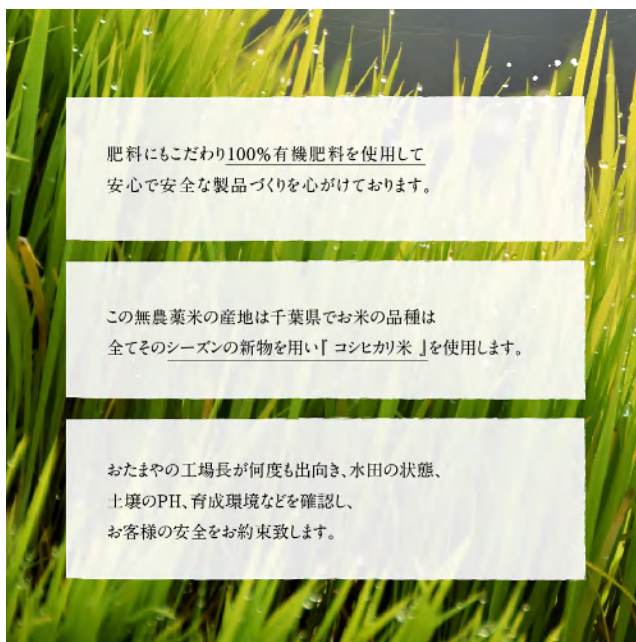 肥料にもこだわり100%有機肥料を使用して
安心で安全な製品づくりを心がけております。
この無農薬米の産地は千葉県でお米の品種は
全てそのシーズンの新物を用い『 コシヒカリ米 』を使用します。
おたまやの工場長が何度も出向き、水田の状態、
土壌のPH、育成環境などを確認し、
お客様の安全をお約束致します。